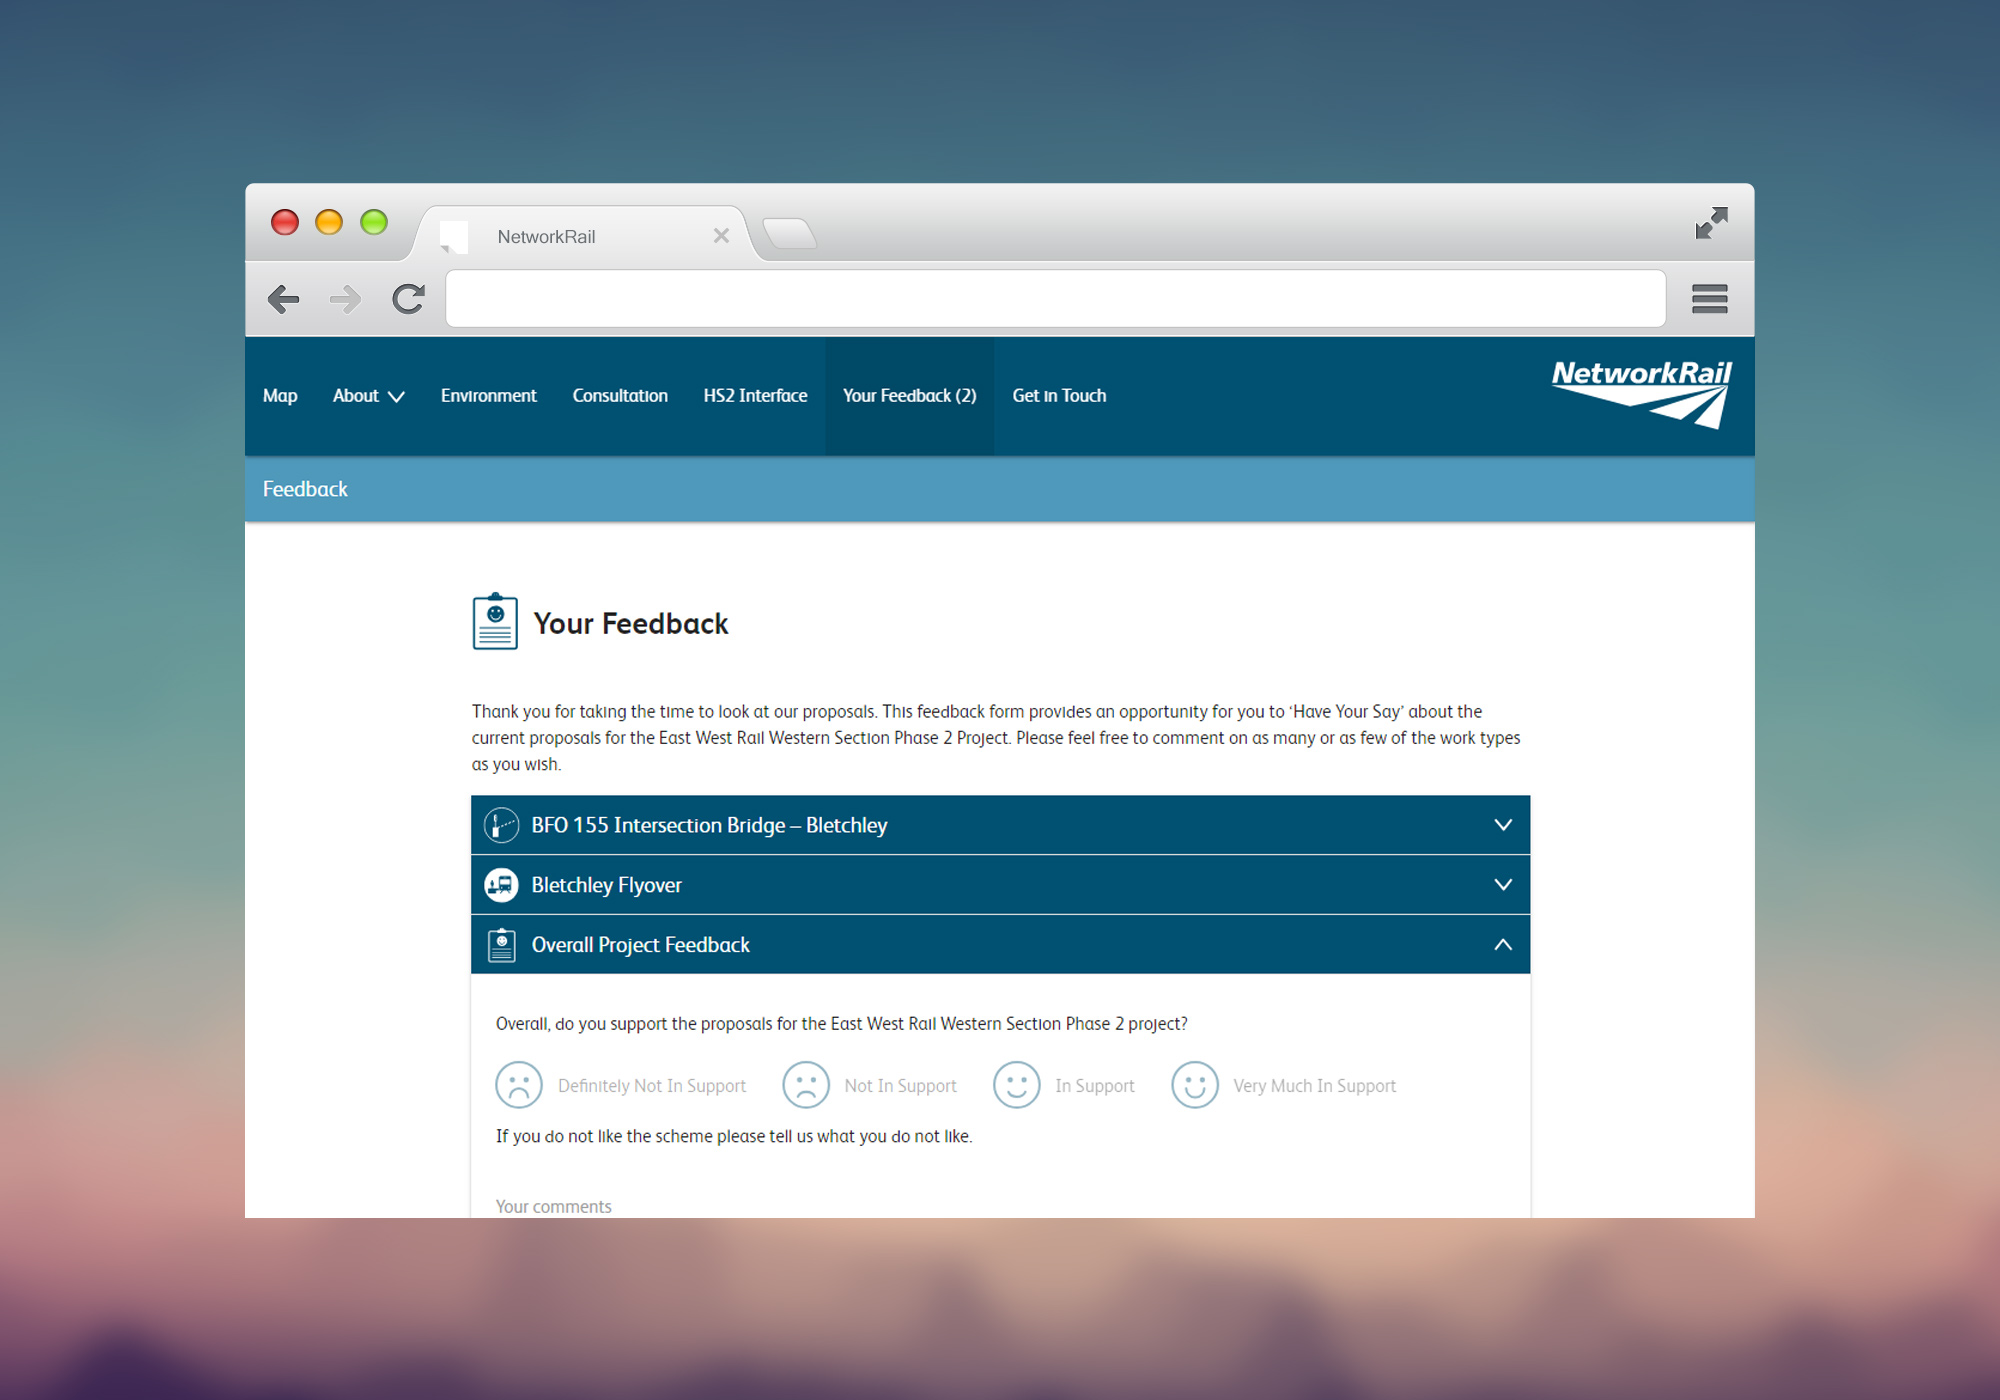 NetworkRail
Map About Environment Consultation HS2 Interface Your Feedback (2) Get in Touch
NetworkRail
Feedback
Your Feedback
Thank you for taking the time to look at our proposals. This feedback form provides an opportunity for you to ‘Have Your Say’ about the
current proposals for the East West Rail Western Section Phase 2 Project. Please feel free to comment on as many or as few of the work types
as you wish.
BFO 155 Intersection Bridge – Bletchley
Bletchley Flyover
Overall Project Feedback
Overall, do you support the proposals for the East West Rail Western Section Phase 2 project?
Definitely Not In Support Not In Support In Support Very Much In Support
If you do not like the scheme please tell us what you do not like.
Your comments